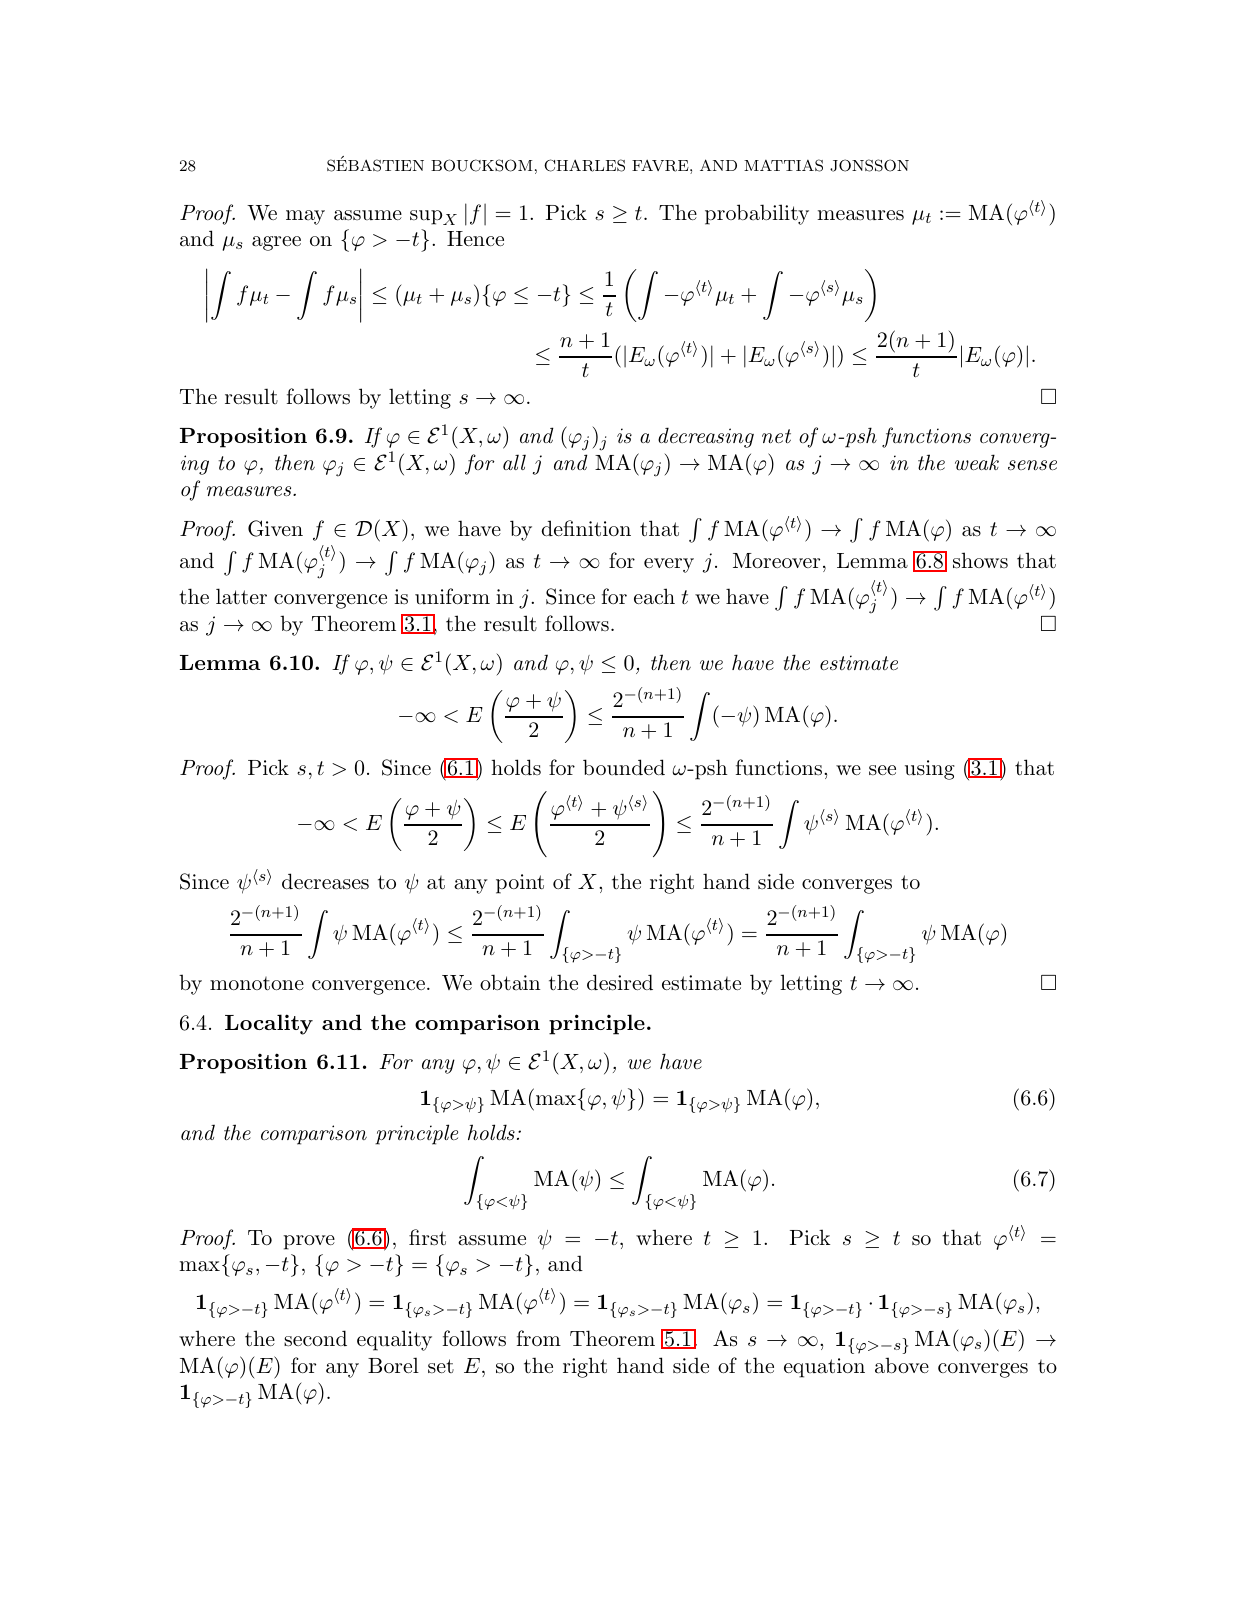 28 SÉBASTIEN BOUCKSOM, CHARLES FAVRE, AND MATTIAS JONSSON
Proof. We may assume sup_X |f| = 1. Pick s ≥ t. The probability measures μ_t := MA(φ^{⟨t⟩})
and μ_s agree on {φ > −t}. Hence
|∫ fμ_t − ∫ fμ_s| ≤ (μ_t + μ_s){φ ≤ −t} ≤ \frac{1}{t} (∫ −φ^{⟨t⟩}μ_t + ∫ −φ^{⟨s⟩}μ_s)
≤ \frac{n + 1}{t}(|E_ω(φ^{⟨t⟩})| + |E_ω(φ^{⟨s⟩})|) ≤ \frac{2(n + 1)}{t}|E_ω(φ)|.
The result follows by letting s → ∞. □
Proposition 6.9. If φ ∈ ℰ^1(X, ω) and (φ_j)_j is a decreasing net of ω-psh functions converg-
ing to φ, then φ_j ∈ ℰ^1(X, ω) for all j and MA(φ_j) → MA(φ) as j → ∞ in the weak sense
of measures.
Proof. Given f ∈ 𝒟(X), we have by definition that ∫ f MA(φ^{⟨t⟩}) → ∫ f MA(φ) as t → ∞
and ∫ f MA(φ_j^{⟨t⟩}) → ∫ f MA(φ_j) as t → ∞ for every j. Moreover, Lemma 6.8 shows that
the latter convergence is uniform in j. Since for each t we have ∫ f MA(φ_j^{⟨t⟩}) → ∫ f MA(φ^{⟨t⟩})
as j → ∞ by Theorem 3.1, the result follows. □
Lemma 6.10. If φ, ψ ∈ ℰ^1(X, ω) and φ, ψ ≤ 0, then we have the estimate
−∞ < E (\frac{φ + ψ}{2}) ≤ \frac{2^{−(n+1)}}{n + 1} ∫ (−ψ) MA(φ).
Proof. Pick s, t > 0. Since (6.1) holds for bounded ω-psh functions, we see using (3.1) that
−∞ < E (\frac{φ + ψ}{2}) ≤ E (\frac{φ^{⟨t⟩} + ψ^{⟨s⟩}}{2}) ≤ \frac{2^{−(n+1)}}{n + 1} ∫ ψ^{⟨s⟩} MA(φ^{⟨t⟩}).
Since ψ^{⟨s⟩} decreases to ψ at any point of X, the right hand side converges to
\frac{2^{−(n+1)}}{n + 1} ∫ ψ MA(φ^{⟨t⟩}) ≤ \frac{2^{−(n+1)}}{n + 1} ∫_{{φ>−t}} ψ MA(φ^{⟨t⟩}) = \frac{2^{−(n+1)}}{n + 1} ∫_{{φ>−t}} ψ MA(φ)
by monotone convergence. We obtain the desired estimate by letting t → ∞. □
6.4. Locality and the comparison principle.
Proposition 6.11. For any φ, ψ ∈ ℰ^1(X, ω), we have
1_{{φ>ψ}} MA(max{φ, ψ}) = 1_{{φ>ψ}} MA(φ), (6.6)
and the comparison principle holds:
∫_{{φ<ψ}} MA(ψ) ≤ ∫_{{φ<ψ}} MA(φ). (6.7)
Proof. To prove (6.6), first assume ψ = −t, where t ≥ 1. Pick s ≥ t so that φ^{⟨t⟩} =
max{φ_s, −t}, {φ > −t} = {φ_s > −t}, and
1_{{φ>−t}} MA(φ^{⟨t⟩}) = 1_{{φ_s>−t}} MA(φ^{⟨t⟩}) = 1_{{φ_s>−t}} MA(φ_s) = 1_{{φ>−t}} · 1_{{φ>−s}} MA(φ_s),
where the second equality follows from Theorem 5.1. As s → ∞, 1_{{φ>−s}} MA(φ_s)(E) →
MA(φ)(E) for any Borel set E, so the right hand side of the equation above converges to
1_{{φ>−t}} MA(φ).